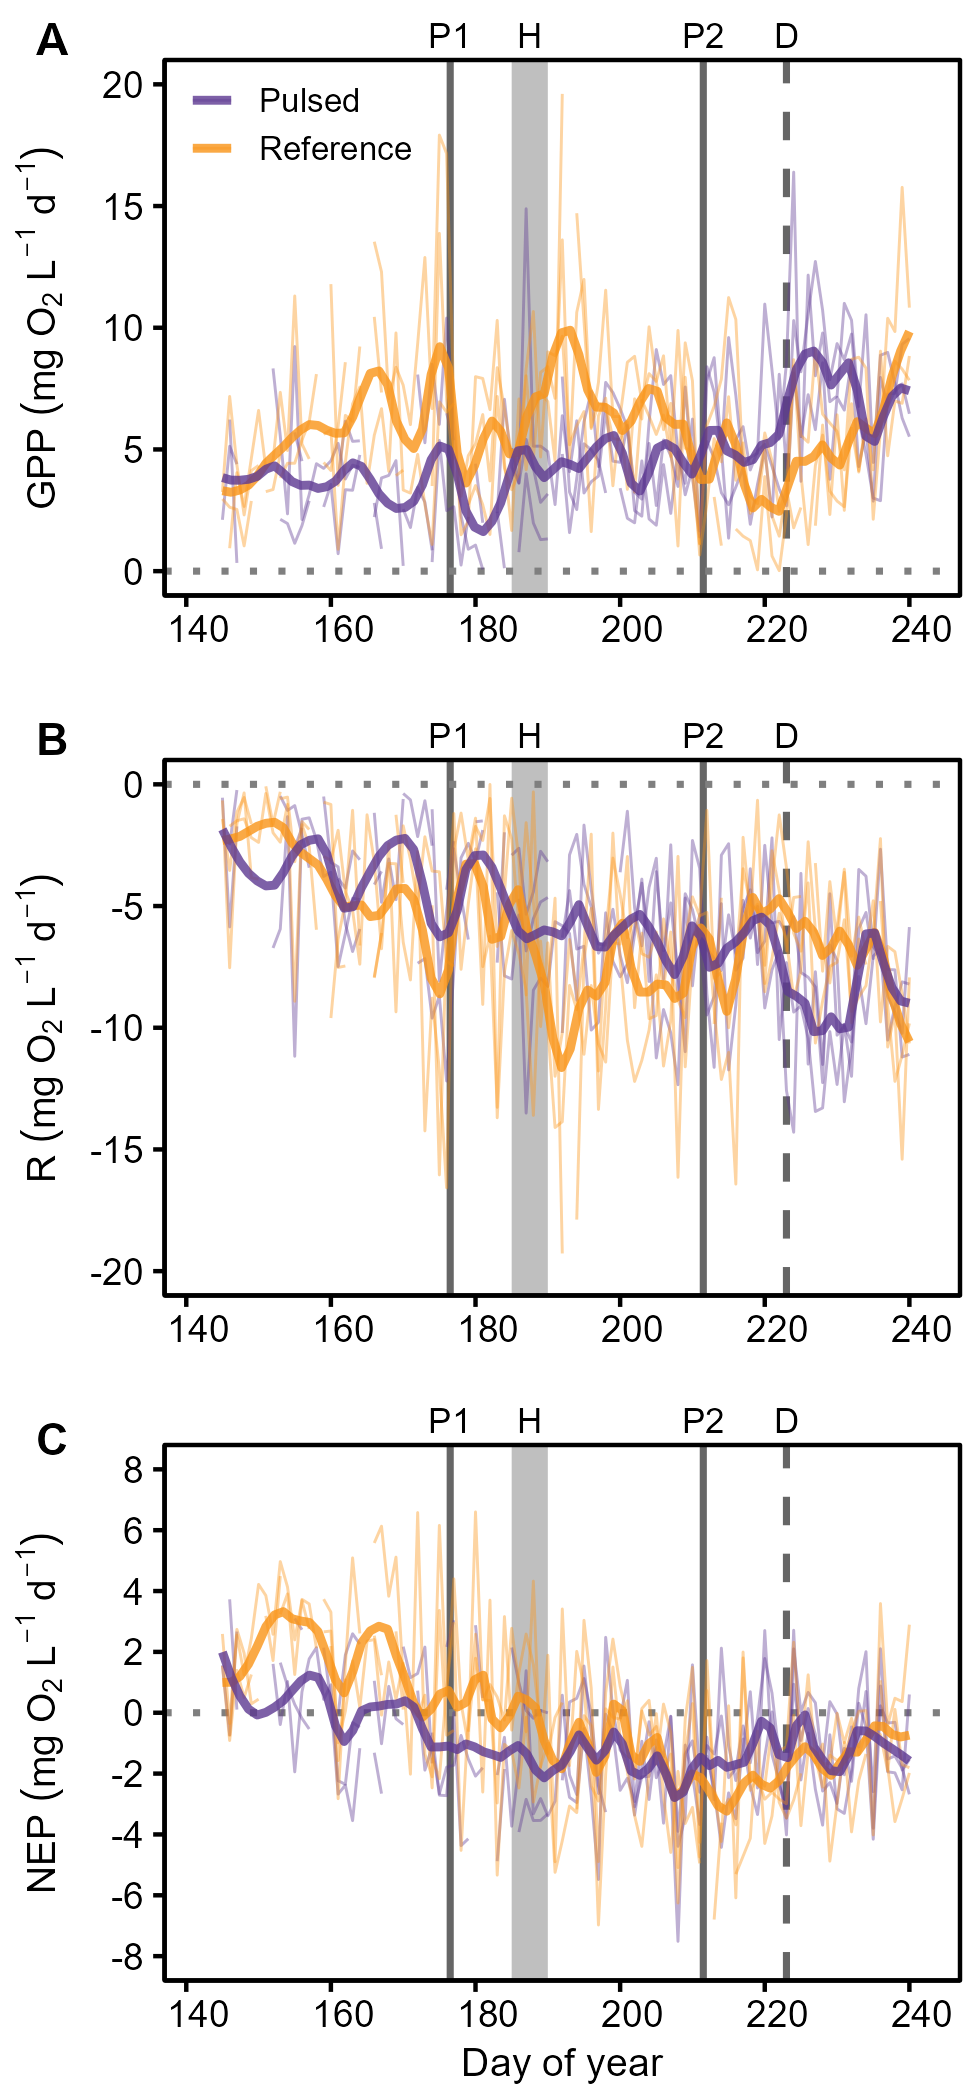 A
P1 H P2 D
20
15
10
5
0
GPP (mg O₂ L⁻¹ d⁻¹)
Pulsed
Reference
140 160 180 200 220 240
B
P1 H P2 D
0
-5
-10
-15
-20
R (mg O₂ L⁻¹ d⁻¹)
140 160 180 200 220 240
C
P1 H P2 D
8
6
4
2
0
-2
-4
-6
-8
NEP (mg O₂ L⁻¹ d⁻¹)
140 160 180 200 220 240
Day of year